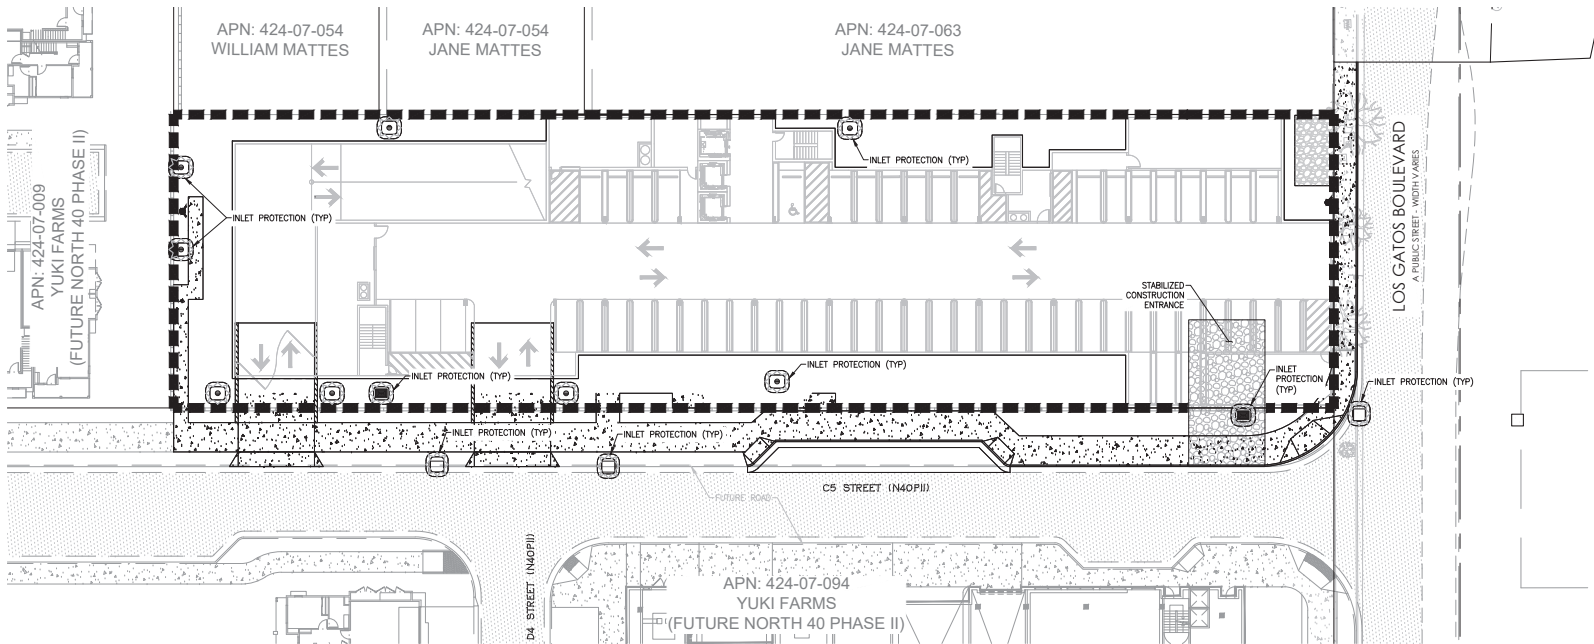 APN: 424-07-054
WILLIAM MATTES
APN: 424-07-054
JANE MATTES
APN: 424-07-063
JANE MATTES
APN: 424-07-009
YUKI FARMS
(FUTURE NORTH 40 PHASE II)
INLET PROTECTION (TYP)
INLET PROTECTION (TYP)
LOS GATOS BOULEVARD
A PUBLIC STREET - WIDTH VARIES
STABILIZED
CONSTRUCTION
ENTRANCE
INLET PROTECTION (TYP)
INLET PROTECTION (TYP)
INLET
PROTECTION
(TYP)
INLET PROTECTION (TYP)
INLET PROTECTION (TYP)
INLET PROTECTION (TYP)
C5 STREET (N40PII)
FUTURE ROAD
D4 STREET (N40PII)
APN: 424-07-094
YUKI FARMS
(FUTURE NORTH 40 PHASE II)